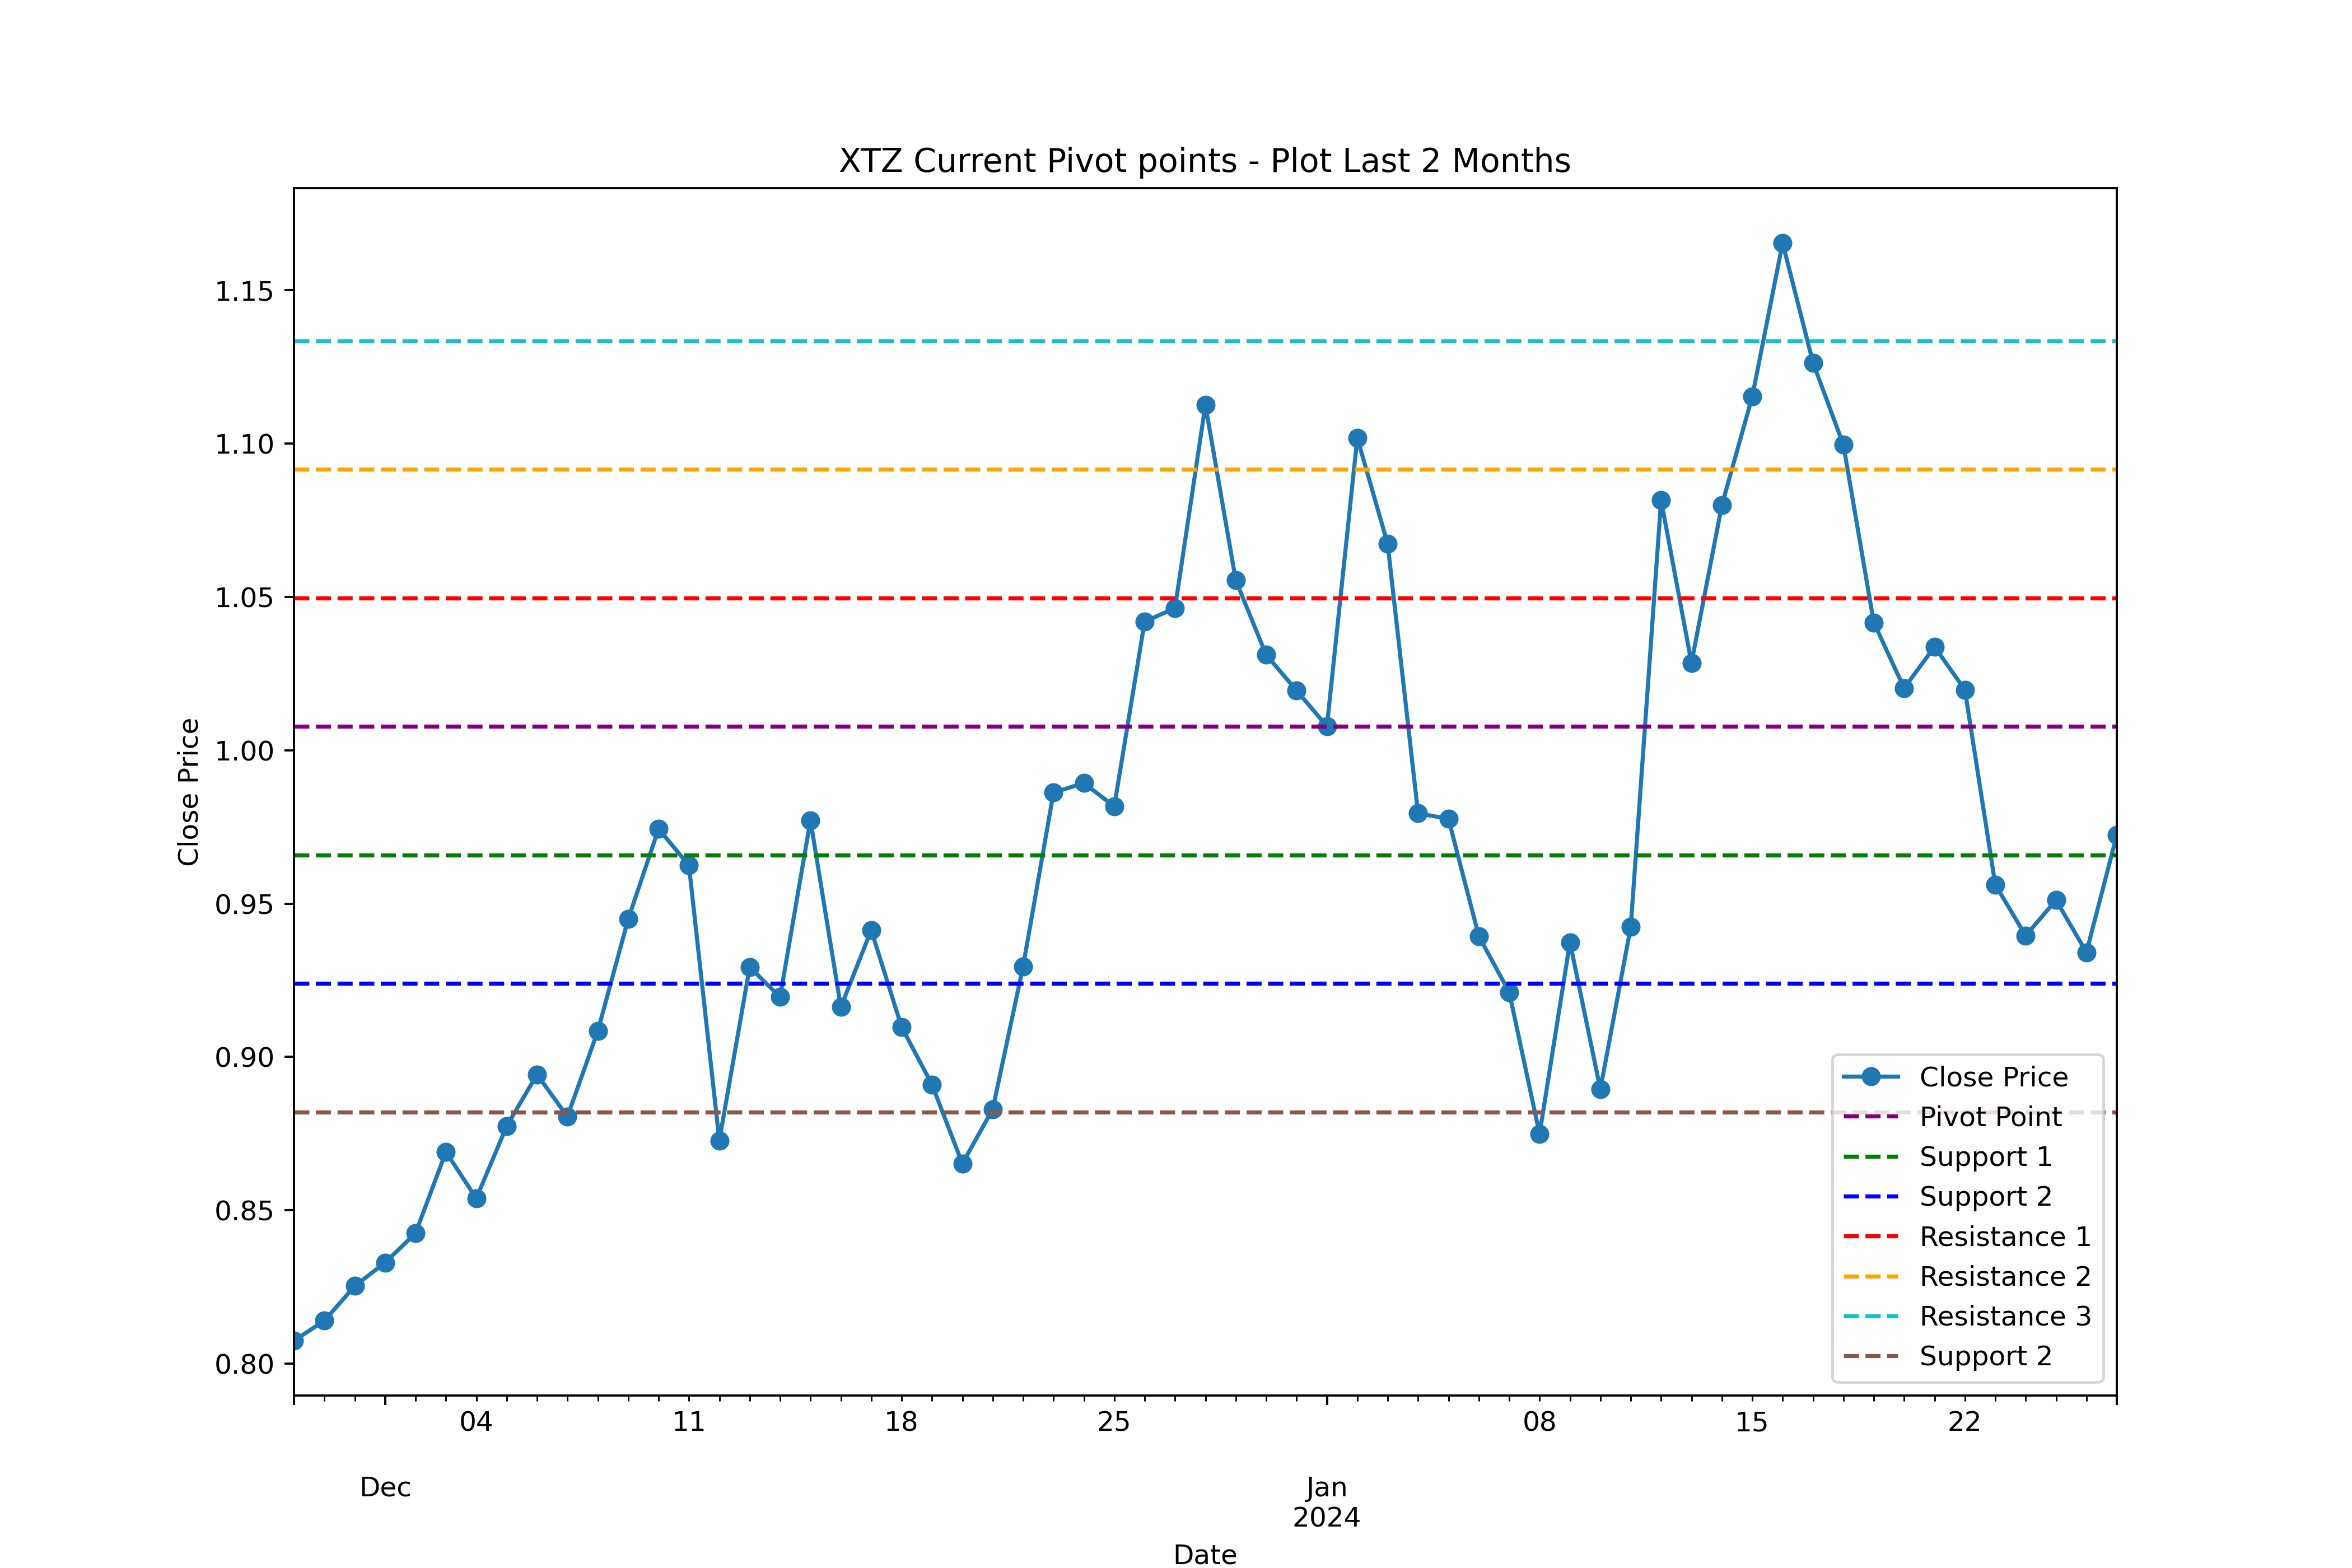 XTZ Current Pivot points - Plot Last 2 Months
Close Price
1.15
1.10
1.05
1.00
0.95
0.90
0.85
0.80
Close Price
Pivot Point
Support 1
Support 2
Resistance 1
Resistance 2
Resistance 3
Support 2
04 11 18 25 08 15 22
Dec Jan
2024
Date